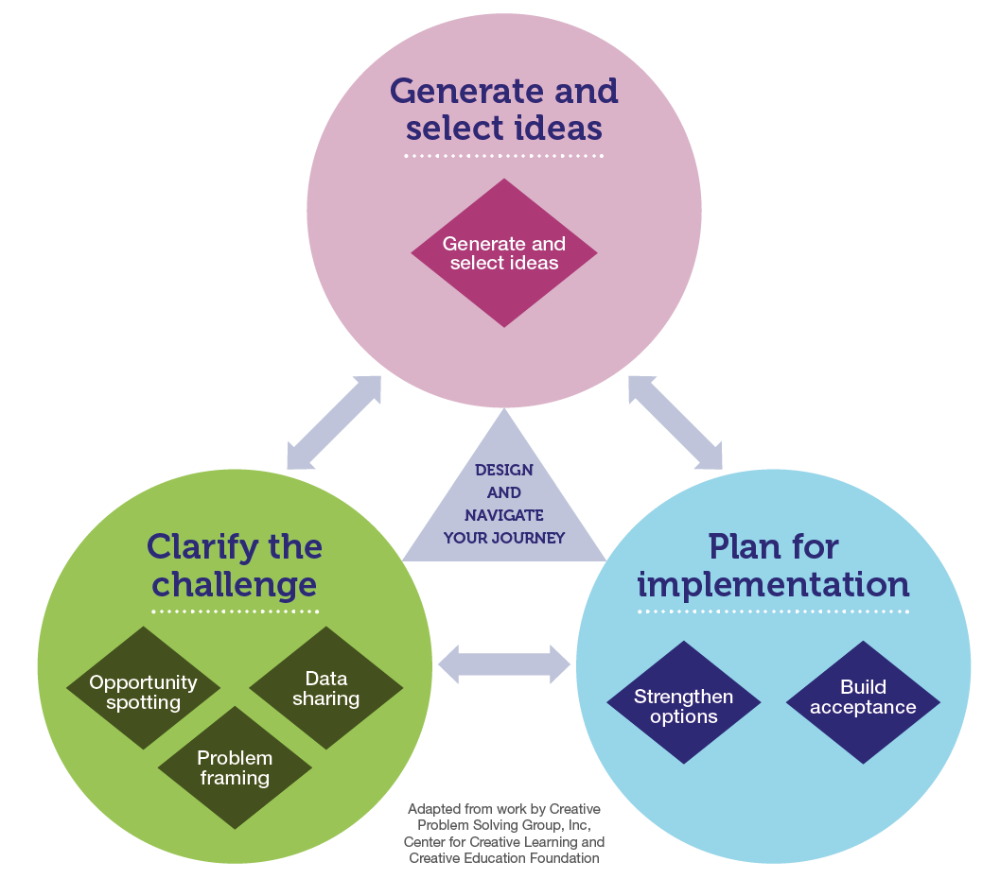 Generate and
select ideas
Generate and
select ideas
DESIGN
AND
NAVIGATE
YOUR JOURNEY
Clarify the
challenge
Opportunity
spotting
Data
sharing
Problem
framing
Plan for
implementation
Strengthen
options
Build
acceptance
Adapted from work by Creative
Problem Solving Group, Inc,
Center for Creative Learning and
Creative Education Foundation